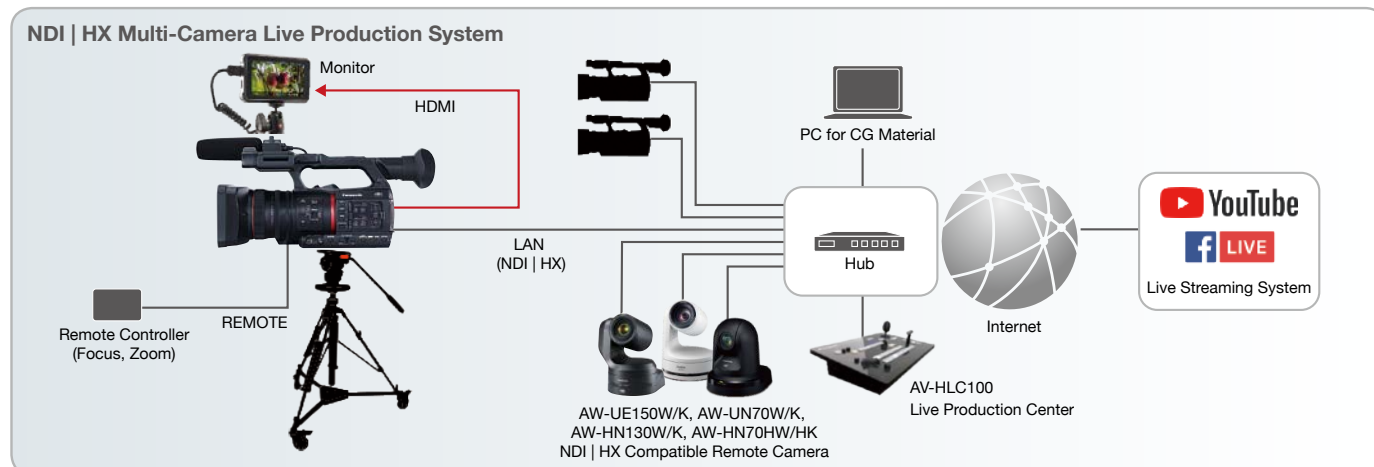 NDI | HX Multi-Camera Live Production System
Monitor
HDMI
PC for CG Material
LAN
(NDI | HX)
Hub
Internet
YouTube
f LIVE
Live Streaming System
REMOTE
Remote Controller
(Focus, Zoom)
AW-UE150W/K, AW-UN70W/K,
AW-HN130W/K, AW-HN70HW/HK
NDI | HX Compatible Remote Camera
AV-HLC100
Live Production Center